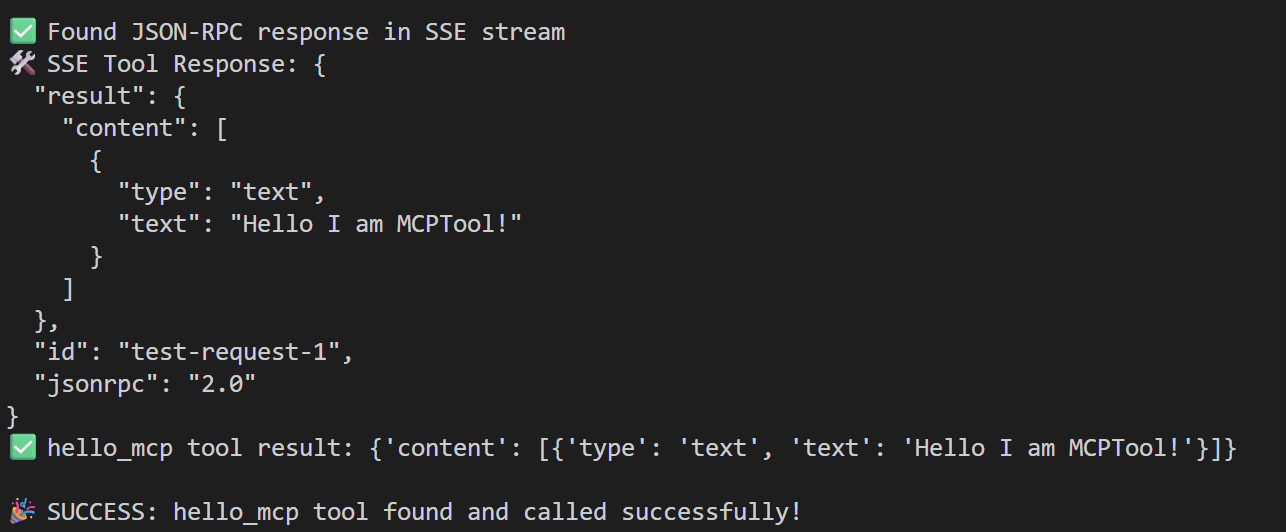 ✅ Found JSON-RPC response in SSE stream
🛠️ SSE Tool Response: {
  "result": {
    "content": [
      {
        "type": "text",
        "text": "Hello I am MCPTool!"
      }
    ]
  },
  "id": "test-request-1",
  "jsonrpc": "2.0"
}
✅ hello_mcp tool result: {'content': [{'type': 'text', 'text': 'Hello I am MCPTool!'}]}
🎉 SUCCESS: hello_mcp tool found and called successfully!